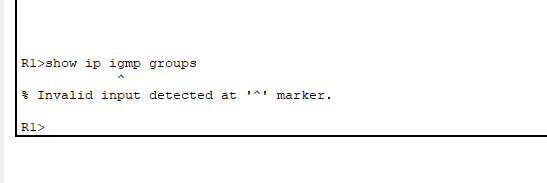 R1>show ip igmp groups
^
% Invalid input detected at '^' marker.
R1>